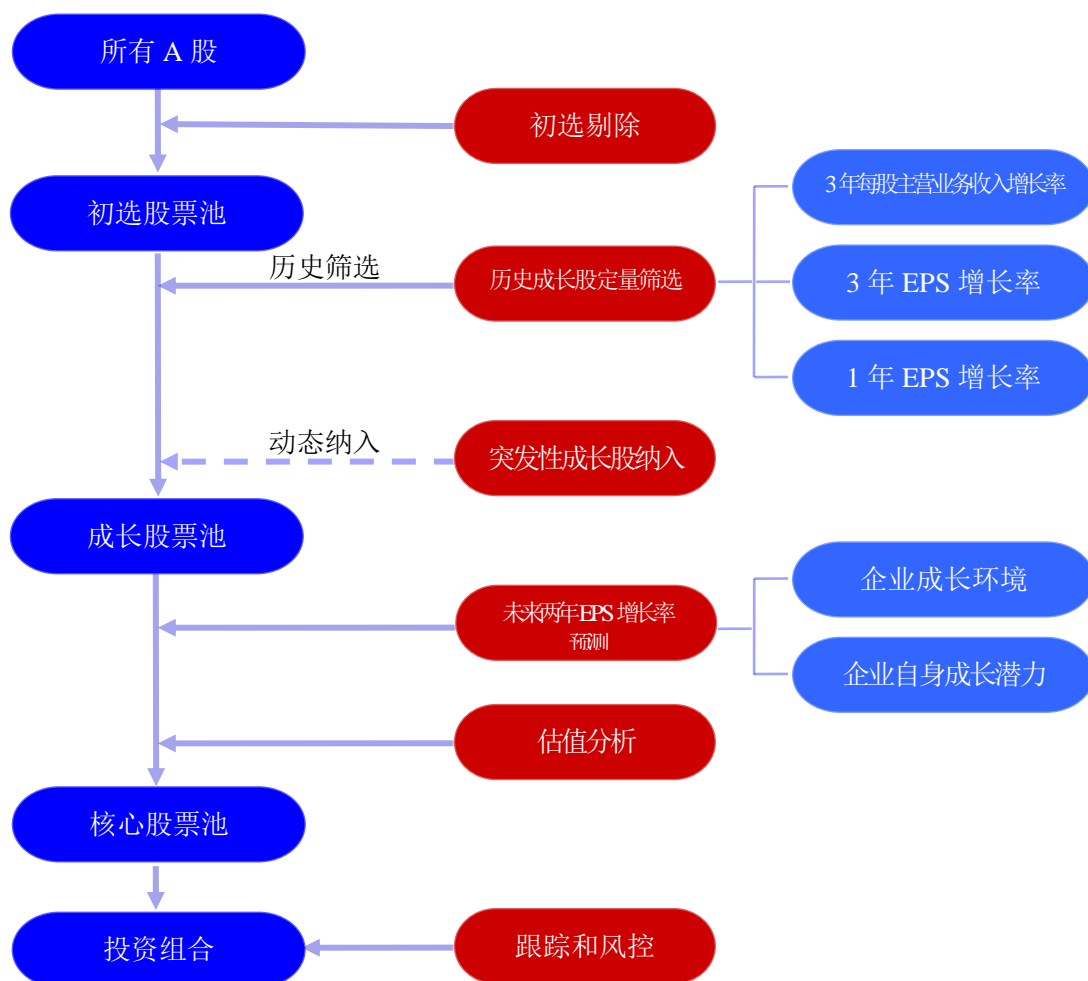 所有 A 股
初选剔除
3 年每股主营业务收入增长率
初选股票池
历史筛选
历史成长股定量筛选
3 年 EPS 增长率
1 年 EPS 增长率
动态纳入
突发性成长股纳入
成长股票池
企业成长环境
未来两年 EPS 增长率
预测
企业自身成长潜力
估值分析
核心股票池
投资组合
跟踪和风控